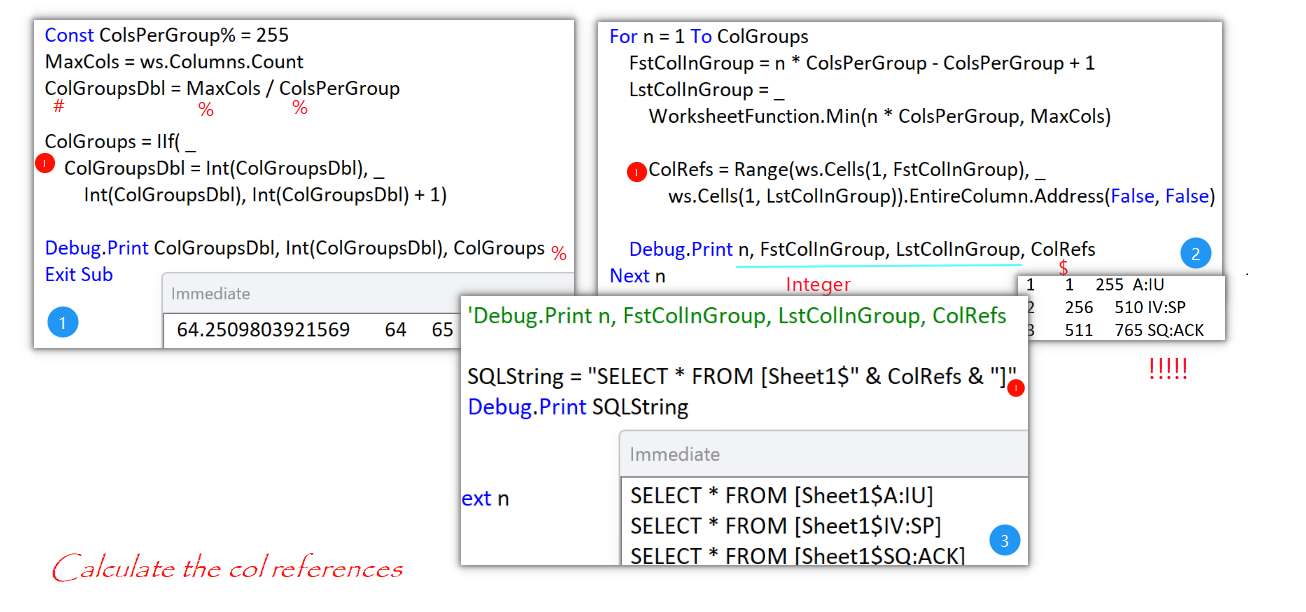 Const ColsPerGroup% = 255
MaxCols = ws.Columns.Count
ColGroupsDbl = MaxCols / ColsPerGroup
# % %
ColGroups = IIf( _
ColGroupsDbl = Int(ColGroupsDbl), _
Int(ColGroupsDbl), Int(ColGroupsDbl) + 1)
Debug.Print ColGroupsDbl, Int(ColGroupsDbl), ColGroups %
Exit Sub
Immediate
1
64.2509803921569 64 65
For n = 1 To ColGroups
FstColInGroup = n * ColsPerGroup - ColsPerGroup + 1
LstColInGroup = _
WorksheetFunction.Min(n * ColsPerGroup, MaxCols)
ColRefs = Range(ws.Cells(1, FstColInGroup), _
ws.Cells(1, LstColInGroup)).EntireColumn.Address(False, False)
Debug.Print n, FstColInGroup, LstColInGroup, ColRefs
2
Next n
Integer
$
1 1 255 A:IU
2 256 510 IV:SP
3 511 765 SQ:ACK
!!!!!
'Debug.Print n, FstColInGroup, LstColInGroup, ColRefs
SQLString = "SELECT * FROM [Sheet1$" & ColRefs & "]"
Debug.Print SQLString
ext n
Immediate
SELECT * FROM [Sheet1$A:IU]
SELECT * FROM [Sheet1$IV:SP]
SELECT * FROM [Sheet1$SQ:ACK]
3
Calculate the col references